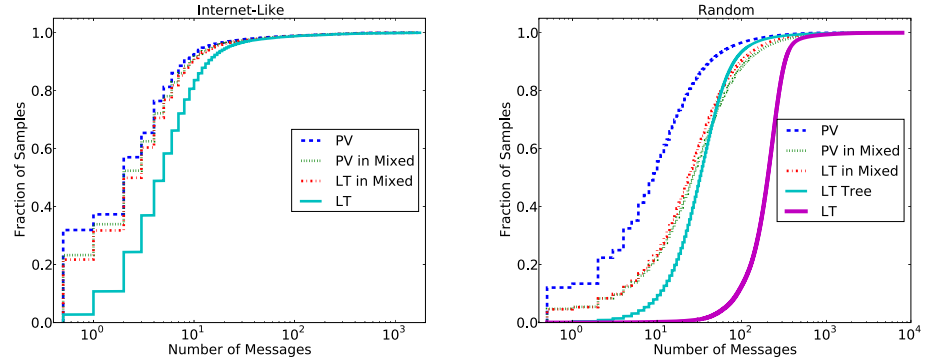 Internet-Like
Fraction of Samples
1.0
0.8
0.6
0.4
0.2
0.0
PV
PV in Mixed
LT in Mixed
LT
10^0
10^1
10^2
10^3
Number of Messages
Random
Fraction of Samples
1.0
0.8
0.6
0.4
0.2
0.0
PV
PV in Mixed
LT in Mixed
LT Tree
LT
10^0
10^1
10^2
10^3
10^4
Number of Messages